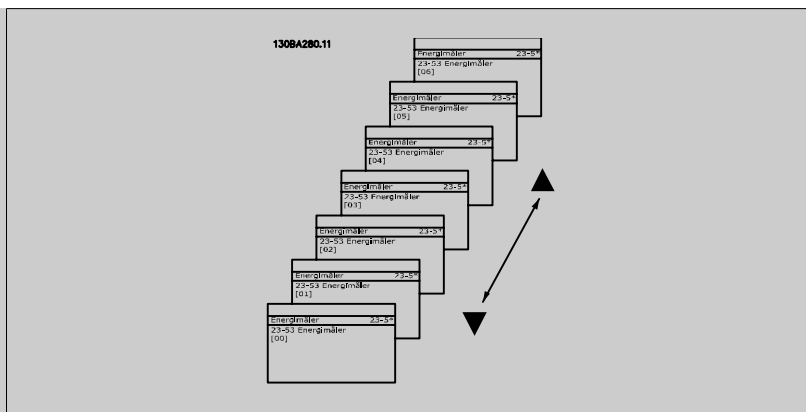 130BA280.11
Energimåler 23-5*
23-53 Energimåler
[06]
Energimåler 23-5*
23-53 Energimåler
[05]
Energimåler 23-5*
23-53 Energimåler
[04]
Energimåler 23-5*
23-53 Energimåler
[03]
Energimåler 23-5*
23-53 Energimåler
[02]
Energimåler 23-5*
23-53 Energimåler
[01]
Energimåler 23-5*
23-53 Energimåler
[00]